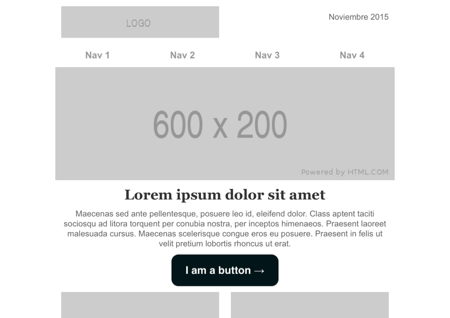 LOGO
Noviembre 2015
Nav 1 Nav 2 Nav 3 Nav 4
600 x 200
Powered by HTML.COM
Lorem ipsum dolor sit amet
Maecenas sed ante pellentesque, posuere leo id, eleifend dolor. Class aptent taciti
sociosqu ad litora torquent per conubia nostra, per inceptos himenaeos. Praesent laoreet
malesuada cursus. Maecenas scelerisque congue eros eu posuere. Praesent in felis ut
velit pretium lobortis rhoncus ut erat.
I am a button →